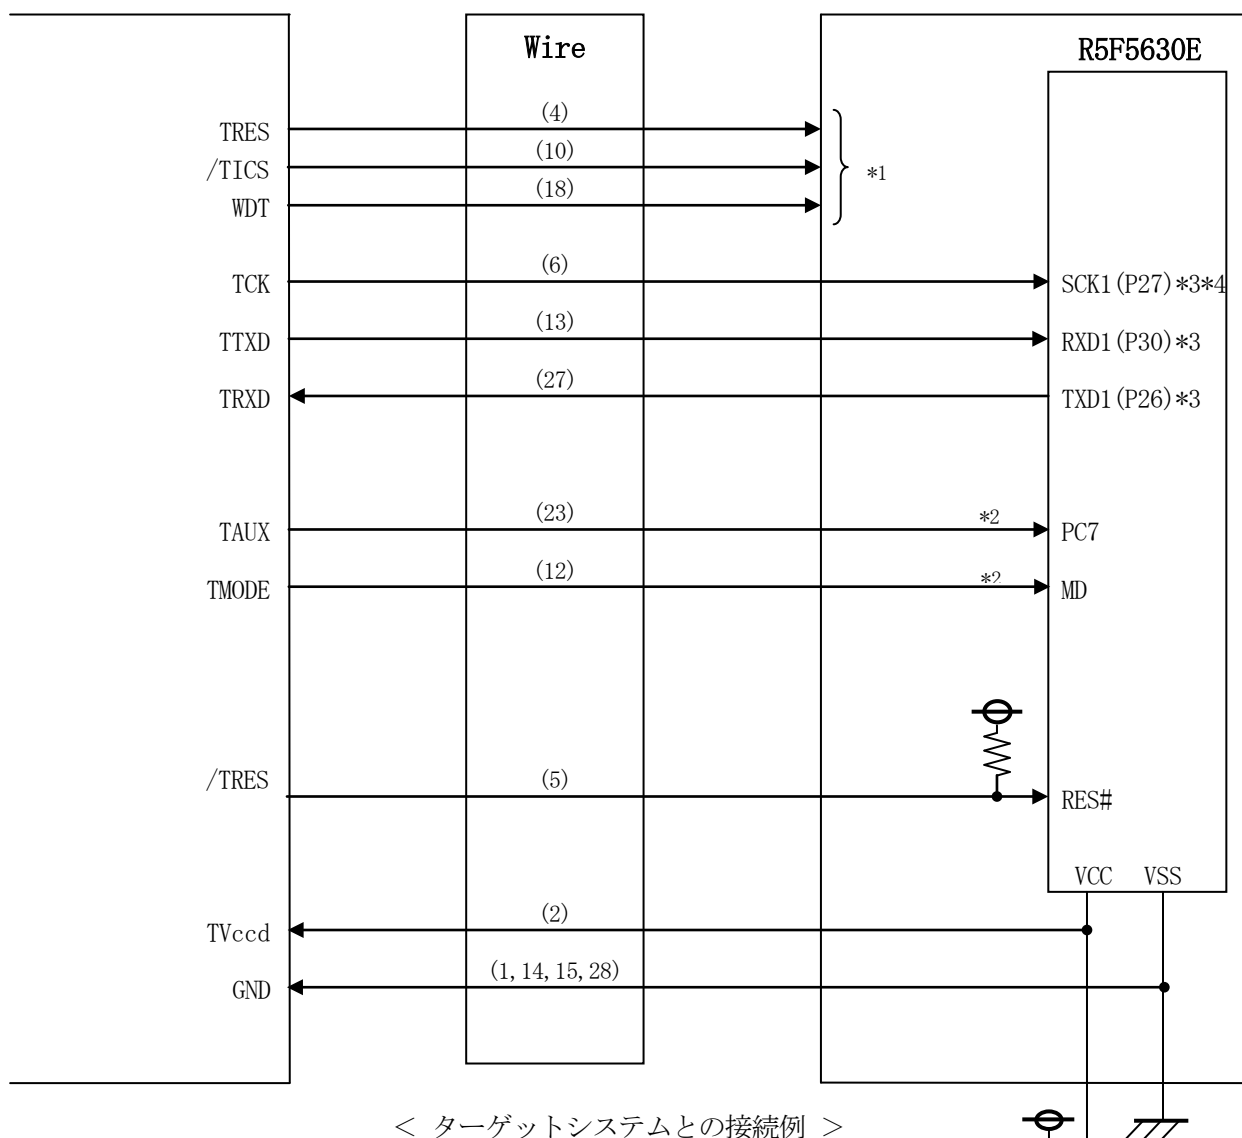 Wire
R5F5630E
TRES (4)
/TICS (10) *1
WDT (18)
TCK (6) SCK1(P27)*3*4
TTXD (13) RXD1(P30)*3
TRXD (27) TXD1(P26)*3
TAUX (23) *2 PC7
TMODE (12) *2 MD
/TRES (5) RES#
VCC VSS
TVccd (2)
GND (1,14,15,28)
< ターゲットシステムとの接続例 >